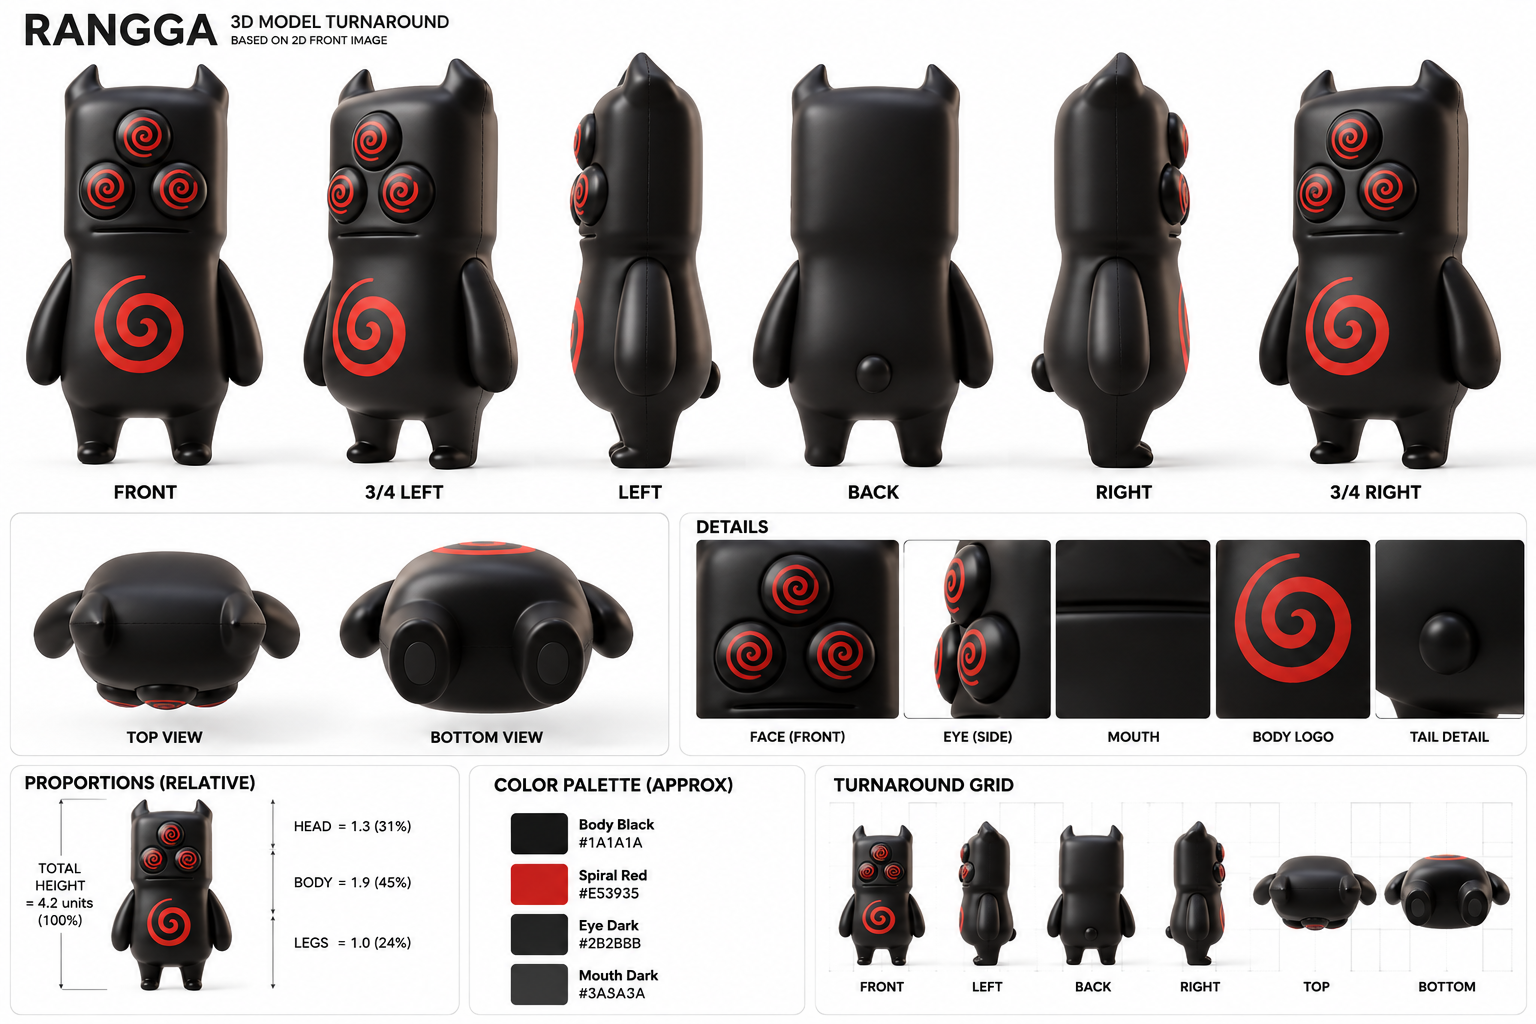 RANGGA
3D MODEL TURNAROUND
BASED ON 2D FRONT IMAGE
FRONT
3/4 LEFT
LEFT
BACK
RIGHT
3/4 RIGHT
TOP VIEW
BOTTOM VIEW
DETAILS
FACE (FRONT)
EYE (SIDE)
MOUTH
BODY LOGO
TAIL DETAIL
PROPORTIONS (RELATIVE)
TOTAL
HEIGHT
= 4.2 units
(100%)
HEAD = 1.3 (31%)
BODY = 1.9 (45%)
LEGS = 1.0 (24%)
COLOR PALETTE (APPROX)
Body Black
#1A1A1A
Spiral Red
#E53935
Eye Dark
#2B2BBB
Mouth Dark
#3ASA3A
TURNAROUND GRID
FRONT
LEFT
BACK
RIGHT
TOP
BOTTOM